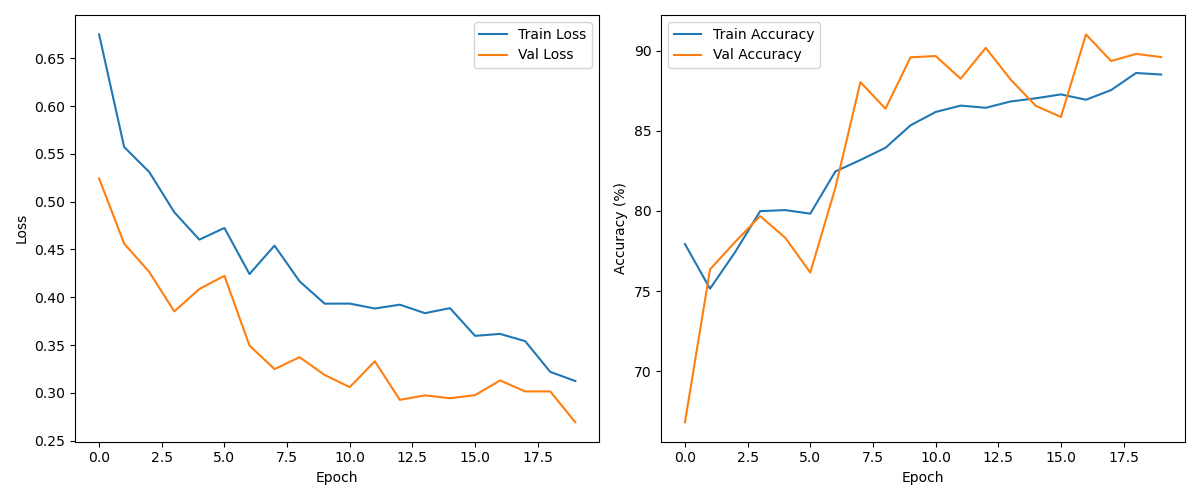 Train Loss
Val Loss
0.65
0.60
0.55
0.50
0.45
0.40
0.35
0.30
0.25
Loss
0.0 2.5 5.0 7.5 10.0 12.5 15.0 17.5
Epoch
Train Accuracy
Val Accuracy
90
85
80
75
70
Accuracy (%)
0.0 2.5 5.0 7.5 10.0 12.5 15.0 17.5
Epoch